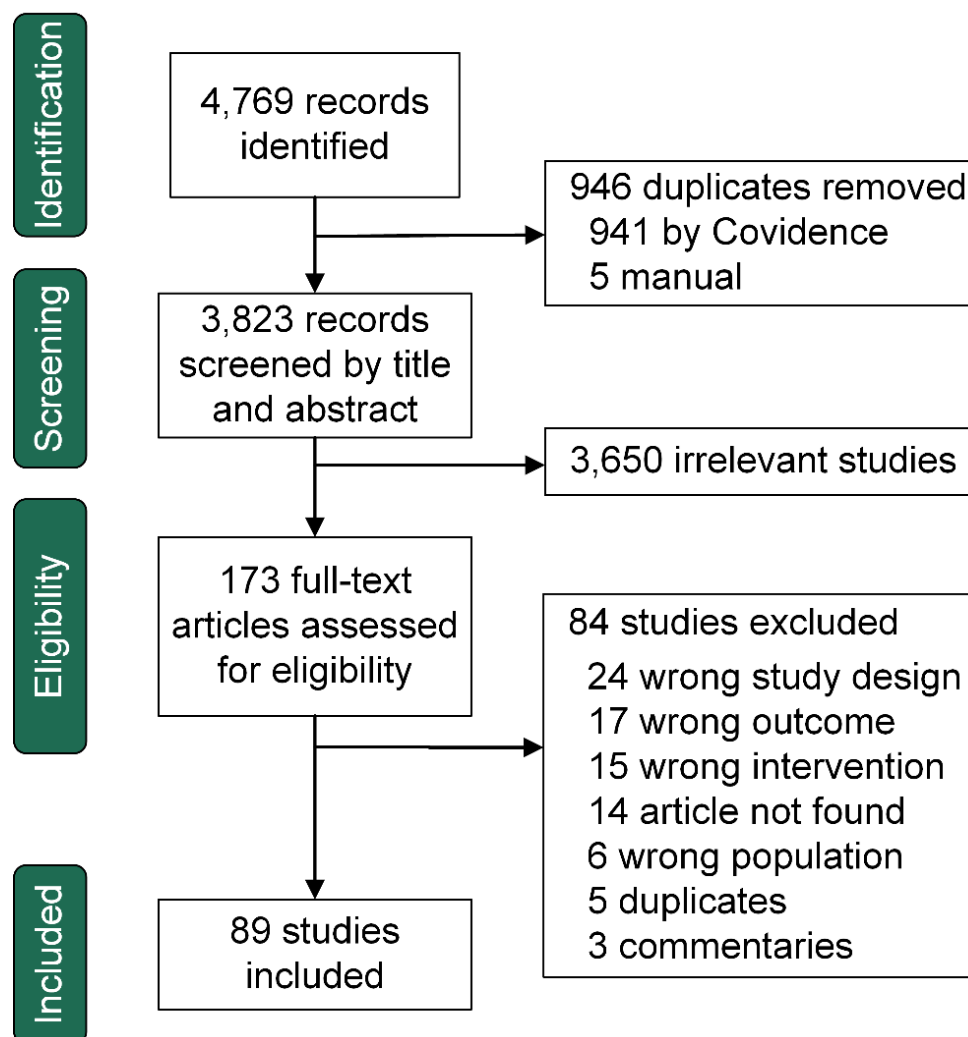 Identification
4,769 records
identified
946 duplicates removed
941 by Covidence
5 manual
Screening
3,823 records
screened by title
and abstract
3,650 irrelevant studies
Eligibility
173 full-text
articles assessed
for eligibility
84 studies excluded
24 wrong study design
17 wrong outcome
15 wrong intervention
14 article not found
6 wrong population
5 duplicates
3 commentaries
Included
89 studies
included